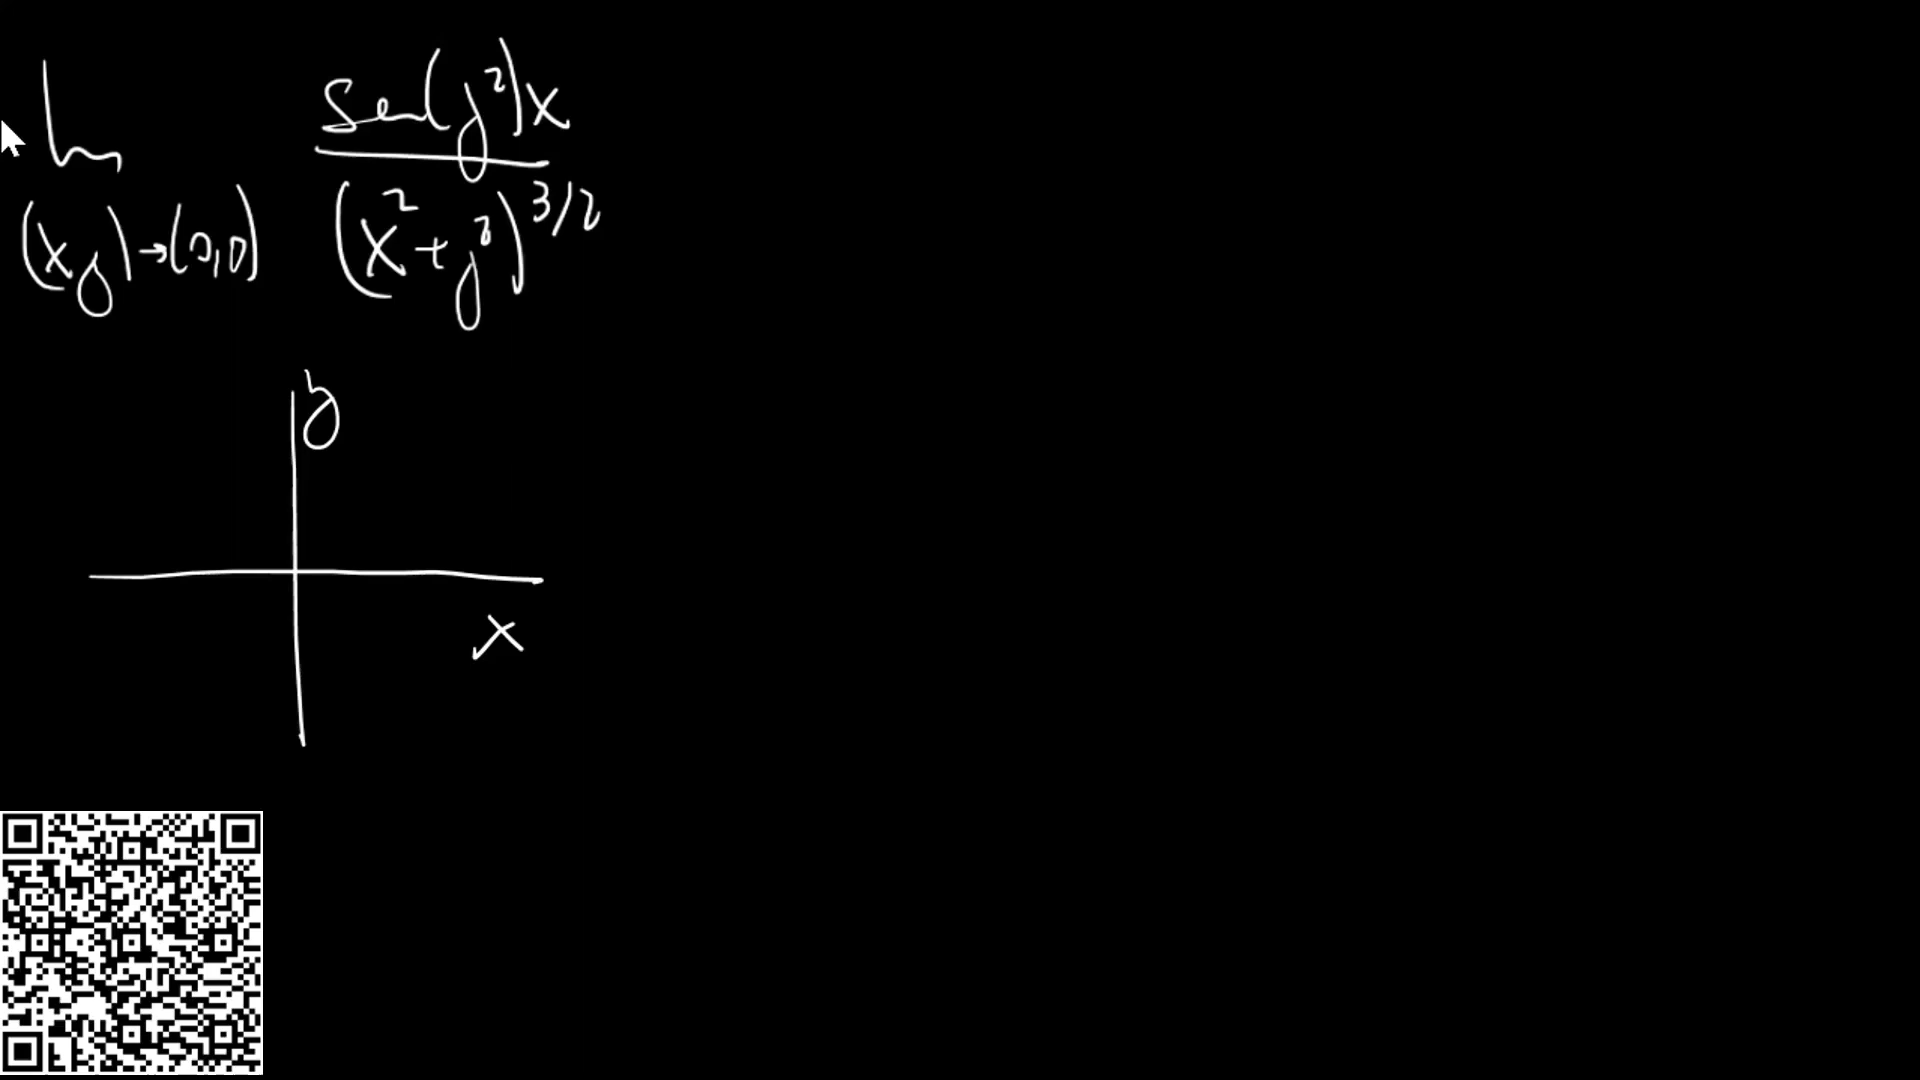 lim sen(y²)x
(x,y)→(0,0) (x²+y²)^3/2
y
x